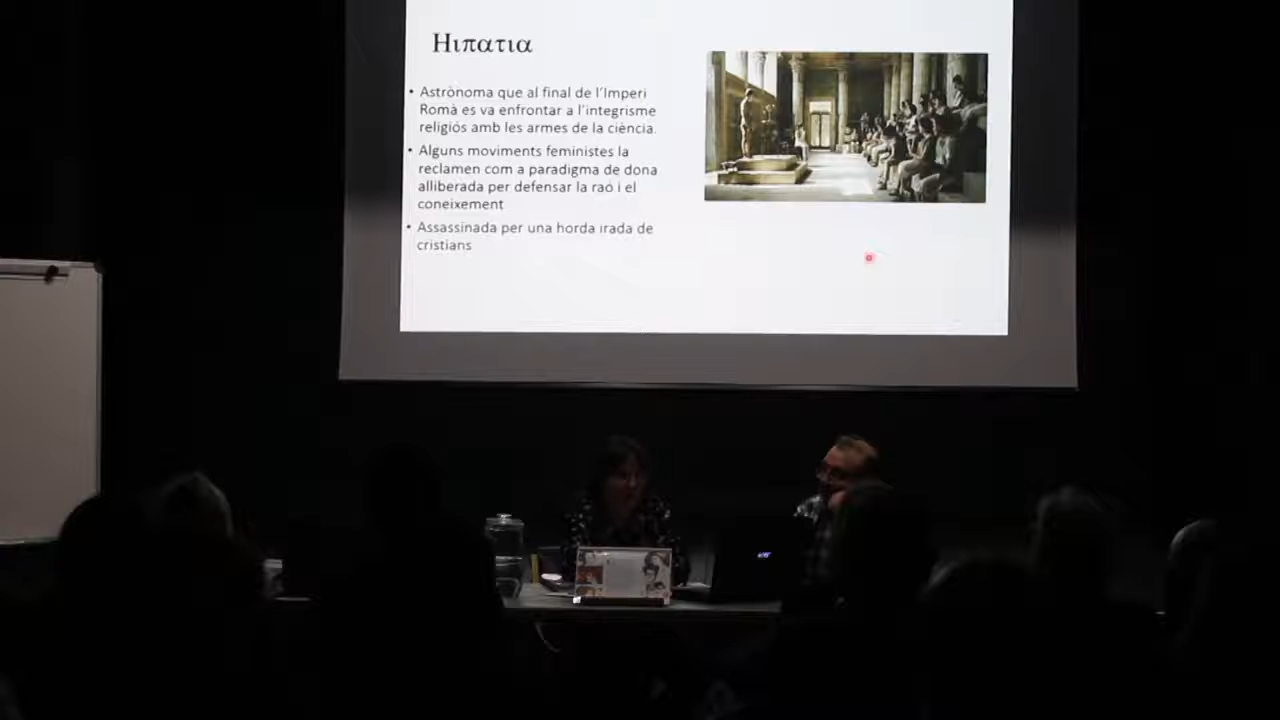 Ηιπατια
• Astrònoma que al final de l'Imperi
Romà es va enfrontar a l'integrisme
religiós amb les armes de la ciència.
• Alguns moviments feministes la
reclamen com a paradigma de dona
alliberada per defensar la raó i el
coneixement
• Assassinada per una horda irada de
cristians